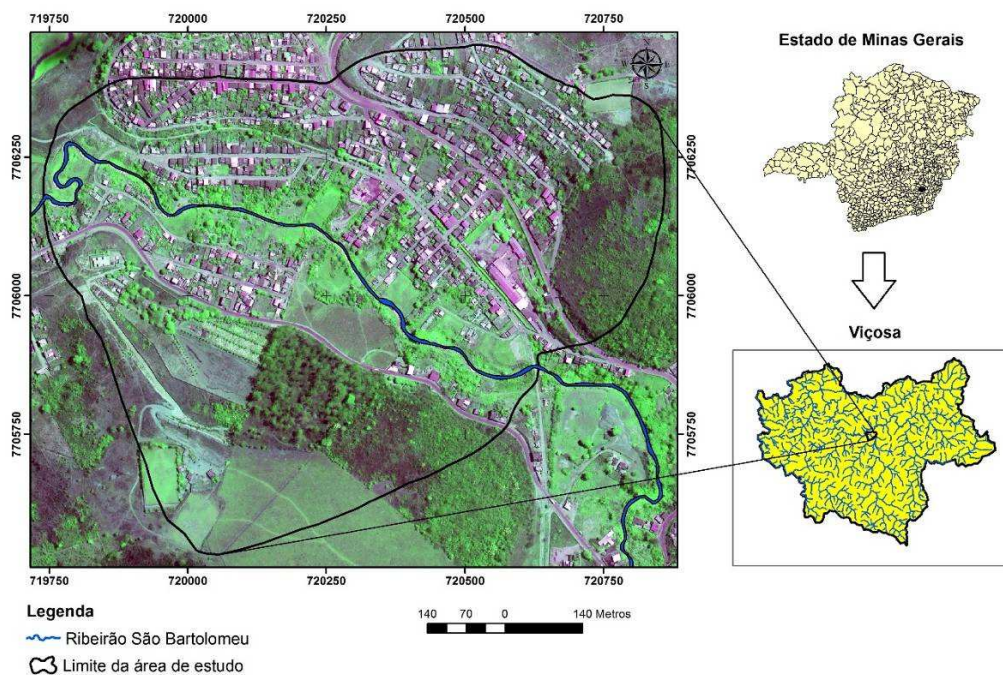 719750 720000 720250 720500 720750
7706250
7706000
7705750
7706250
7706000
7705750
719750 720000 720250 720500 720750
Estado de Minas Gerais
Viçosa
Legenda
Ribeirão São Bartolomeu
Limite da área de estudo
140 70 0 140 Metros